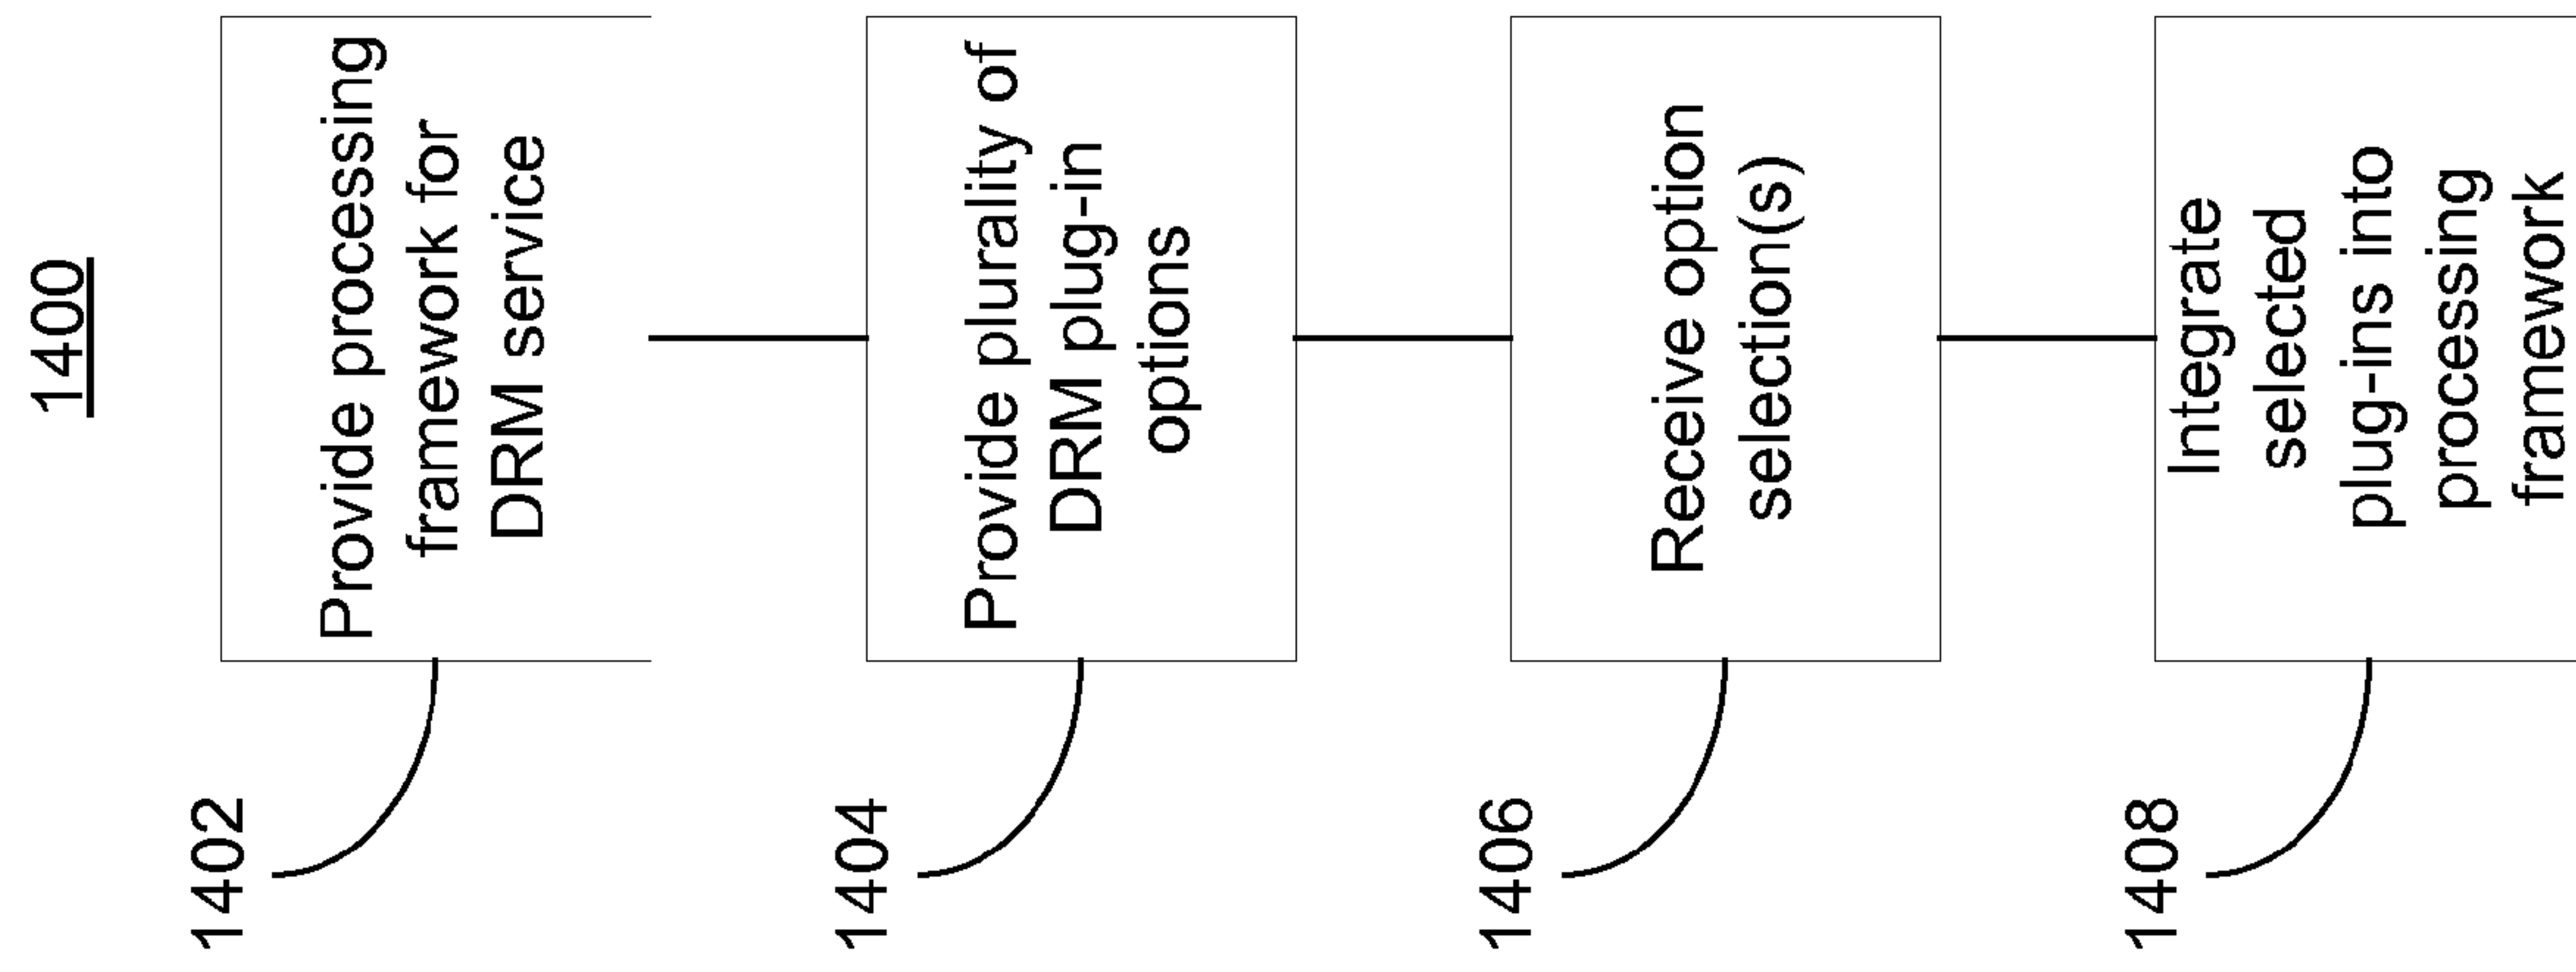 1400
1402
Provide processing
framework for
DRM service
1404
Provide plurality of
DRM plug-in
options
1406
Receive option
selection(s)
1408
Integrate
selected
plug-ins into
processing
framework